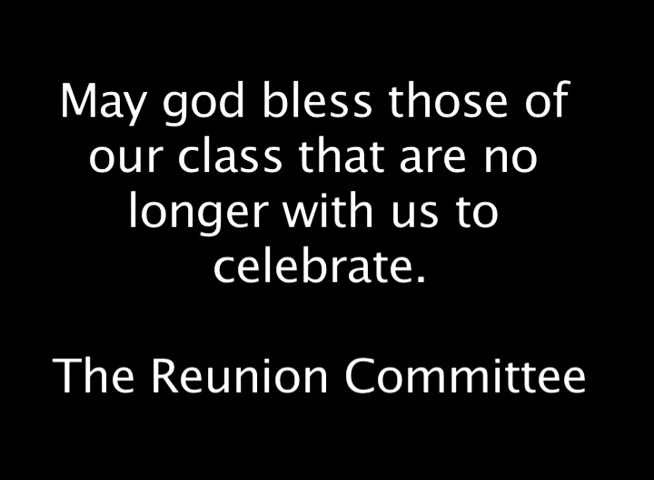 May god bless those of
our class that are no
longer with us to
celebrate.
The Reunion Committee